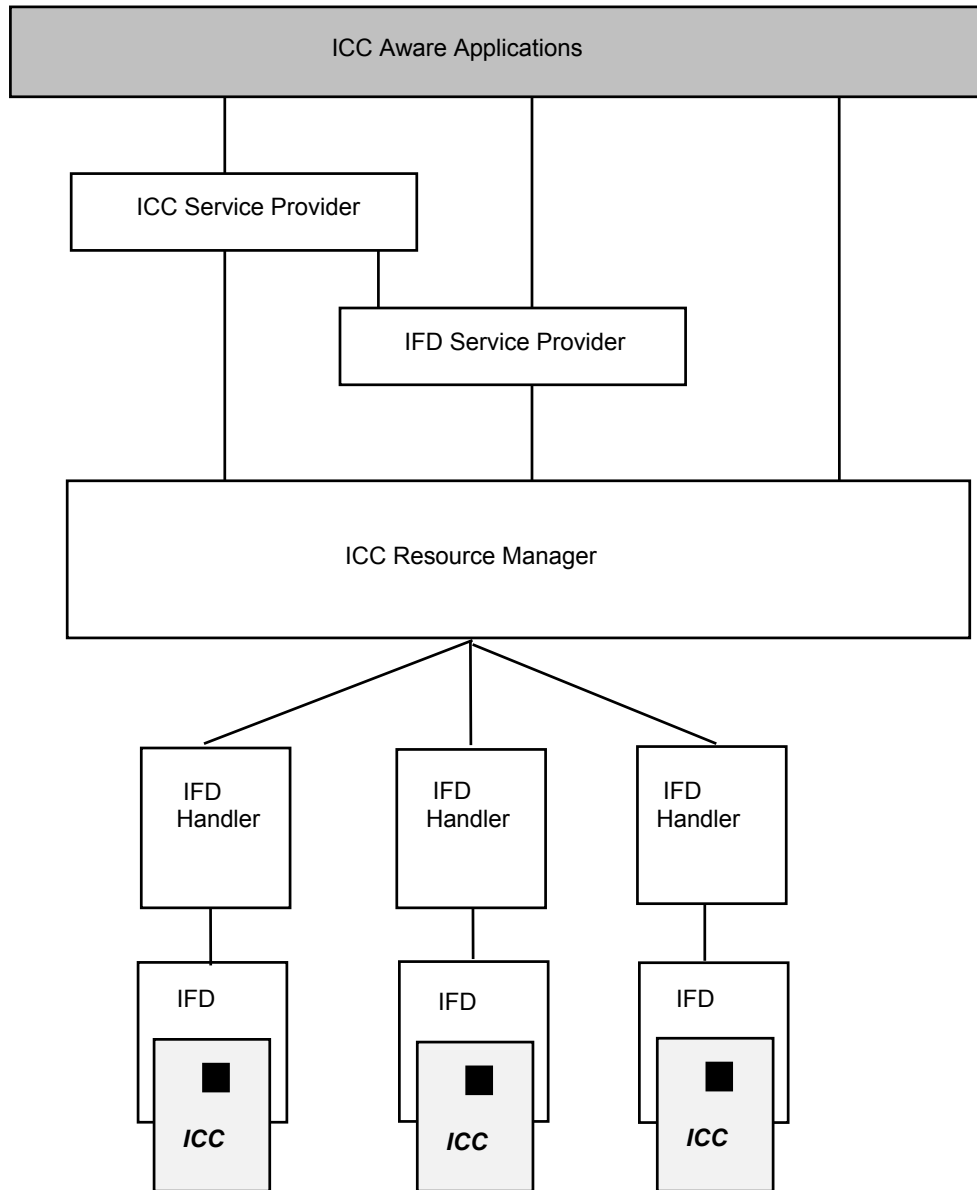 ICC Aware Applications
ICC Service Provider
IFD Service Provider
ICC Resource Manager
IFD
Handler
IFD
Handler
IFD
Handler
IFD
IFD
IFD
ICC
ICC
ICC